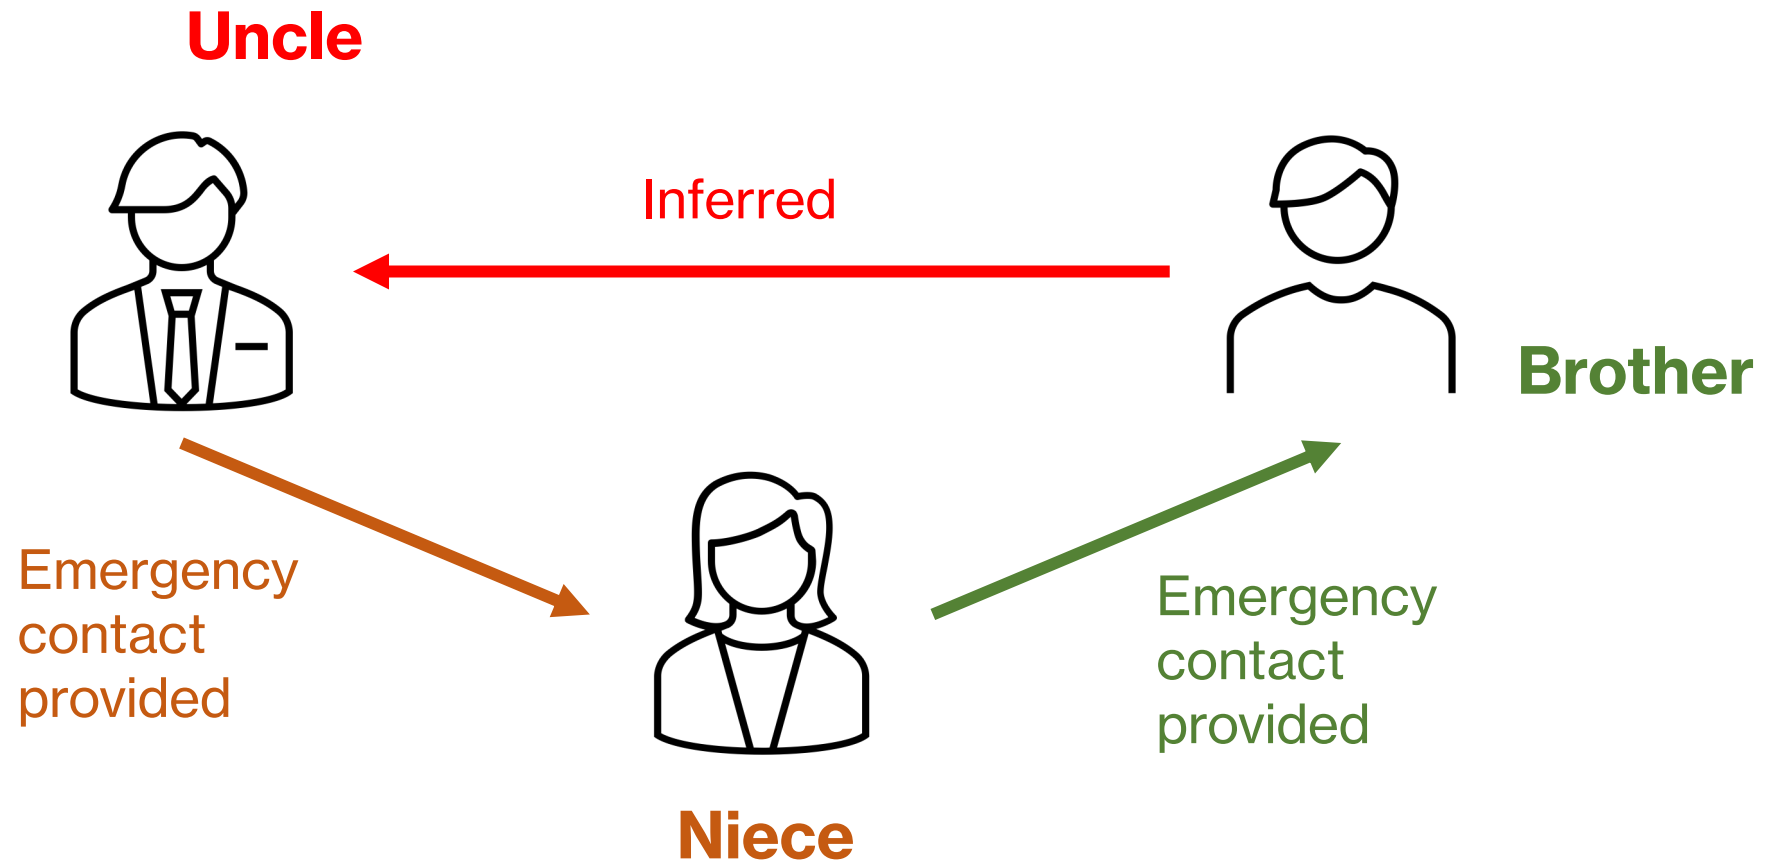 Uncle
Inferred
Brother
Emergency
contact
provided
Emergency
contact
provided
Niece